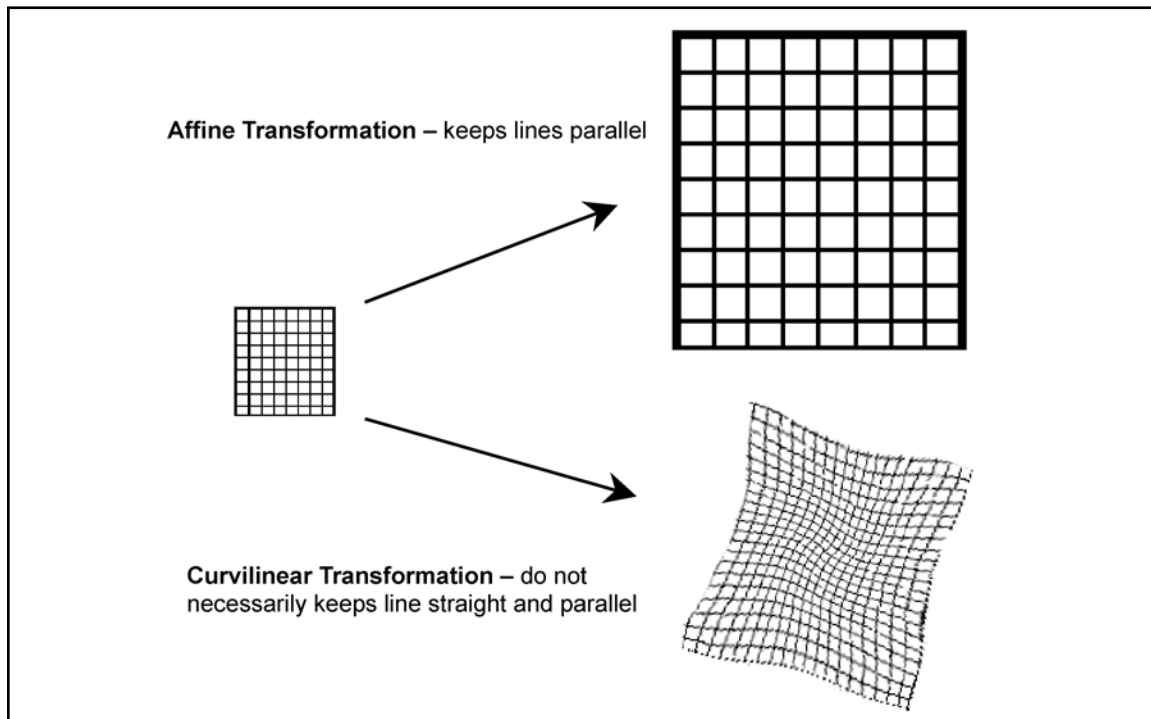 Affine Transformation – keeps lines parallel
Curvilinear Transformation – do not
necessarily keeps line straight and parallel